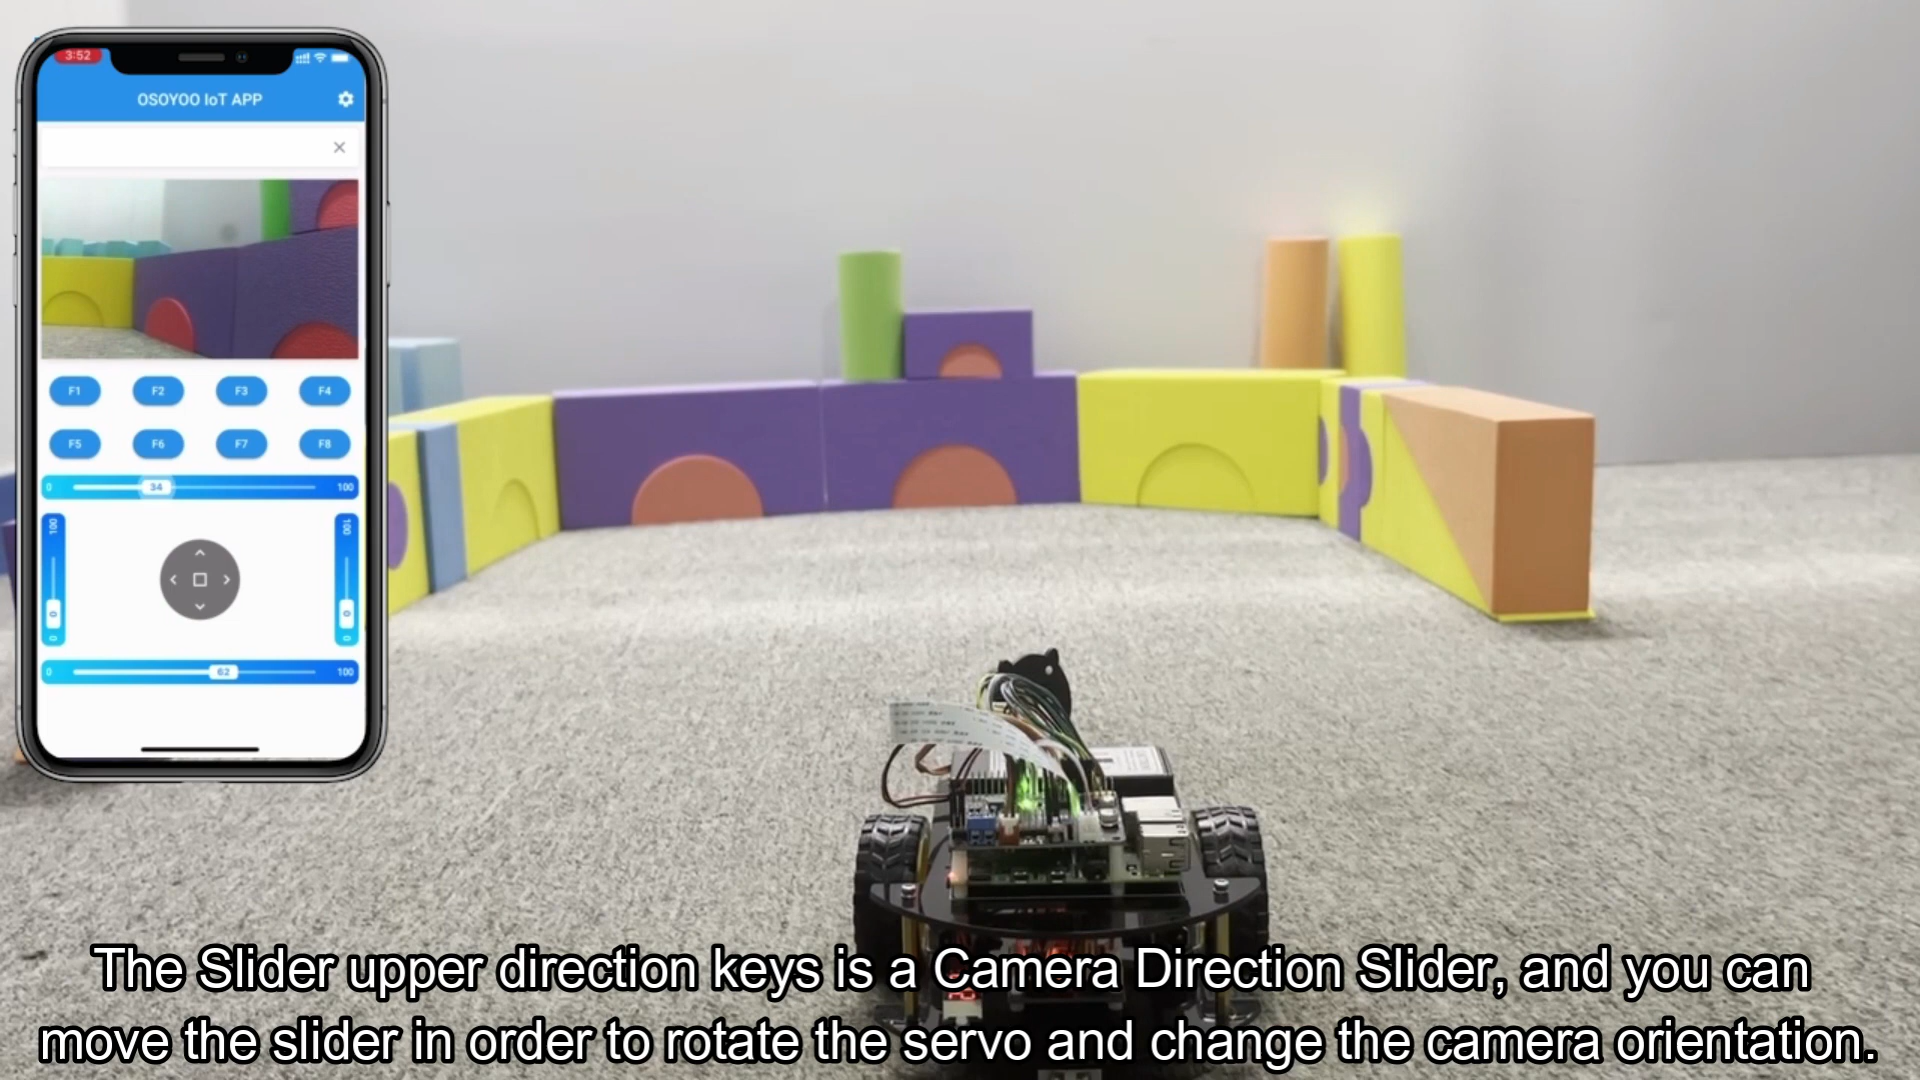 3:52
OSOYOO IoT APP
F1 F2 F3 F4
F5 F6 F7 F8
0 34 100
100 100
0 0
0 0
0 62 100
The Slider upper direction keys is a Camera Direction Slider, and you can
move the slider in order to rotate the servo and change the camera orientation.